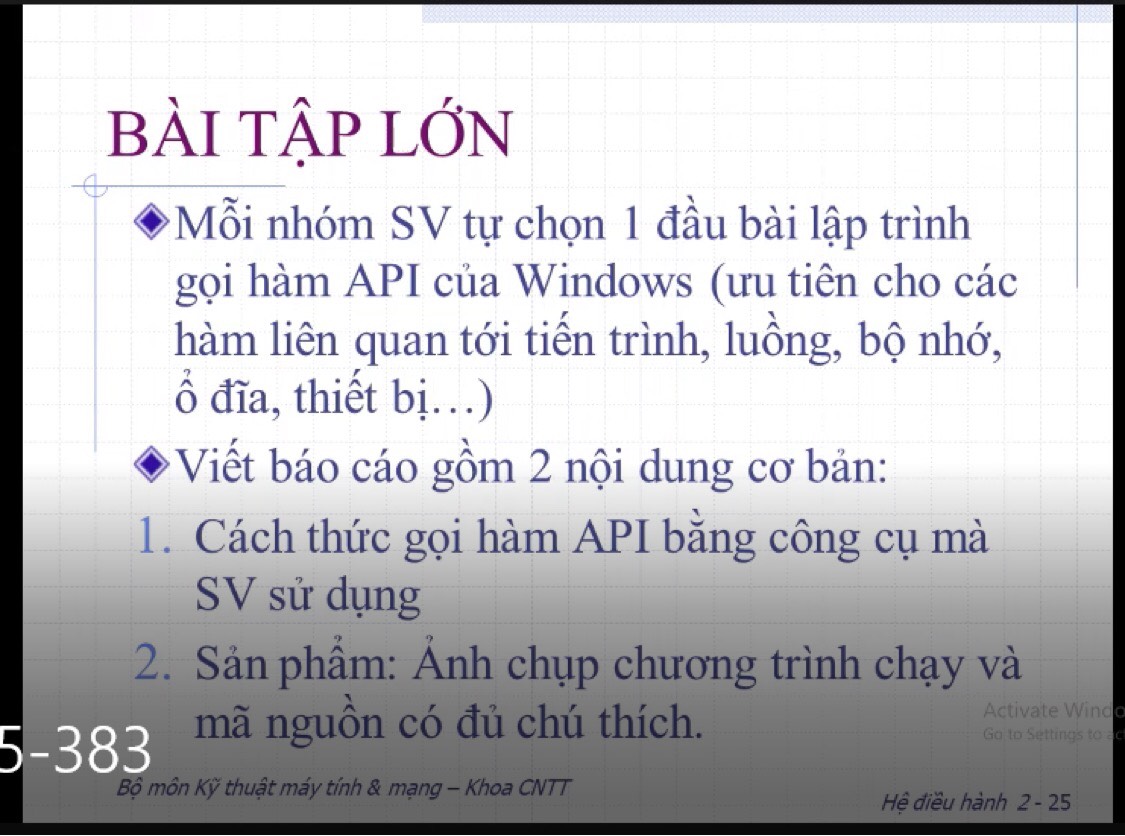 BÀI TẬP LỚN
Mỗi nhóm SV tự chọn 1 đầu bài lập trình
gọi hàm API của Windows (ưu tiên cho các
hàm liên quan tới tiến trình, luồng, bộ nhớ,
ổ đĩa, thiết bị…)
Viết báo cáo gồm 2 nội dung cơ bản:
1. Cách thức gọi hàm API bằng công cụ mà
SV sử dụng
2. Sản phẩm: Ảnh chụp chương trình chạy và
mã nguồn có đủ chú thích.
Activate Windo
Go to Settings to ac
5-383
Bộ môn Kỹ thuật máy tính & mạng – Khoa CNTT
Hệ điều hành 2 - 25